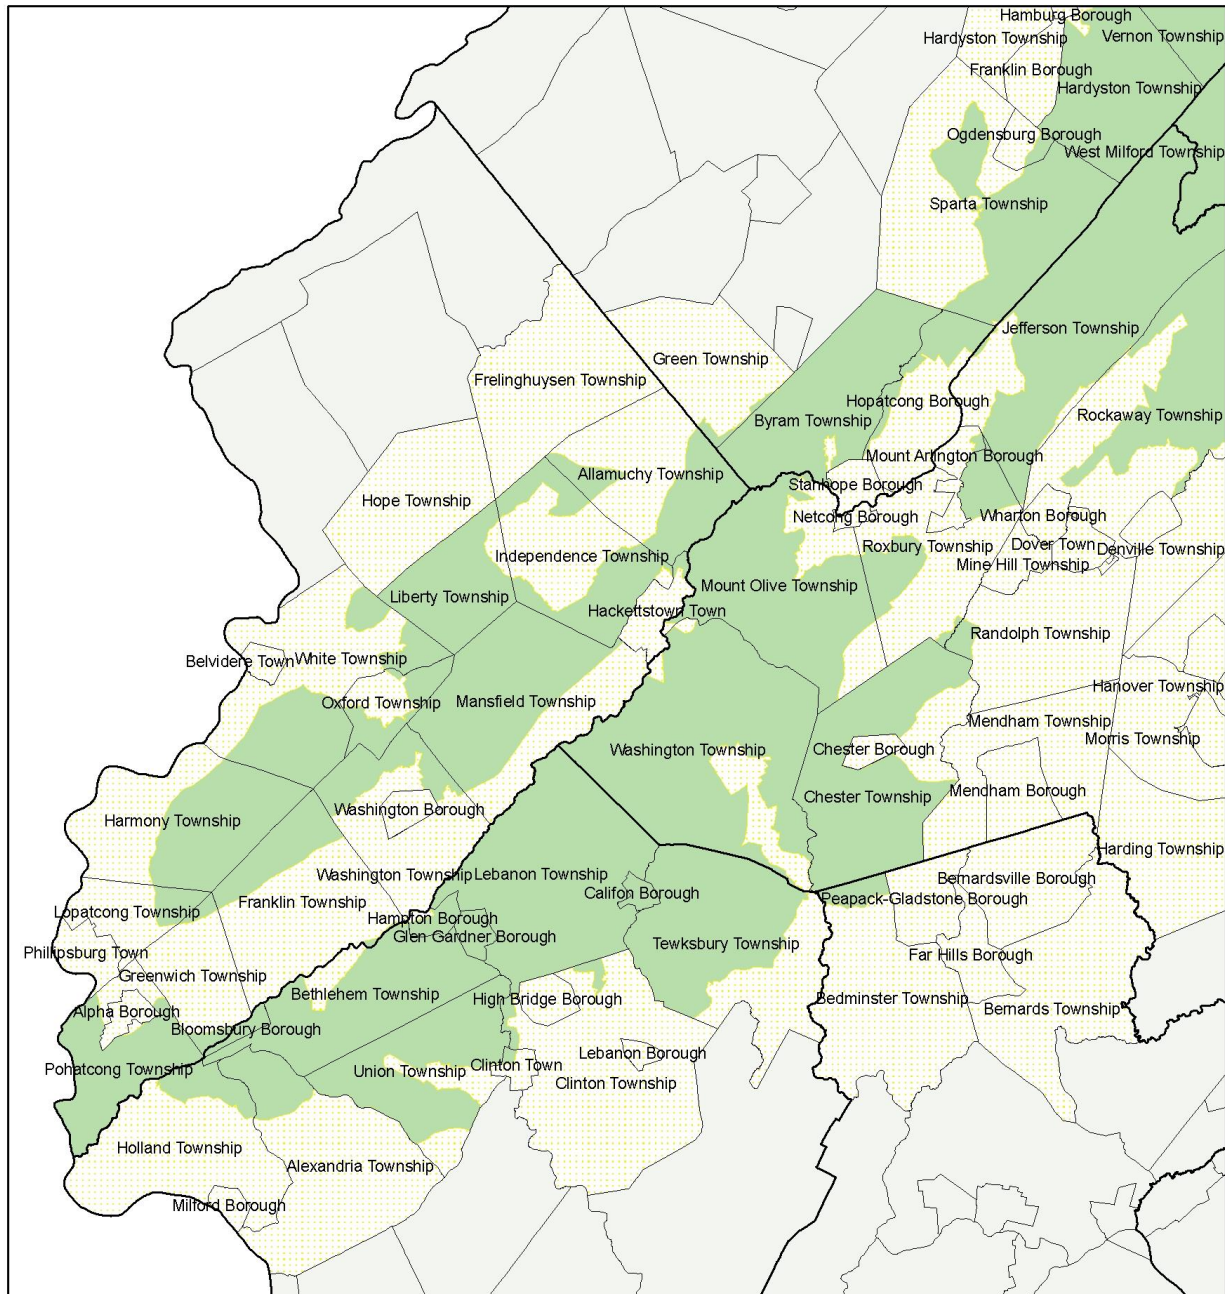 Hamburg Borough
Hardyston Township
Vernon Township
Franklin Borough
Hardyston Township
Ogdensburg Borough
West Milford Township
Sparta Township
Jefferson Township
Green Township
Frelinghuysen Township
Hopatcong Borough
Rockaway Township
Byram Township
Mount Arlington Borough
Allamuchy Township
Stanhope Borough
Hope Township
Netcong Borough
Wharton Borough
Roxbury Township
Dover Town
Denville Township
Independence Township
Mine Hill Township
Mount Olive Township
Liberty Township
Hackettstown Town
Randolph Township
Belvidere Town
White Township
Hanover Township
Oxford Township
Mansfield Township
Mendham Township
Morris Township
Washington Township
Chester Borough
Mendham Borough
Chester Township
Washington Borough
Harmony Township
Harding Township
Washington Township
Lebanon Township
Bernardsville Borough
Califon Borough
Peapack-Gladstone Borough
Franklin Township
Lopatcong Township
Hampton Borough
Glen Gardner Borough
Tewksbury Township
Phillipsburg Town
Far Hills Borough
Greenwich Township
Bethlehem Township
High Bridge Borough
Bedminster Township
Alpha Borough
Bernards Township
Bloomsbury Borough
Lebanon Borough
Pohatcong Township
Union Township
Clinton Town
Clinton Township
Holland Township
Alexandria Township
Milford Borough